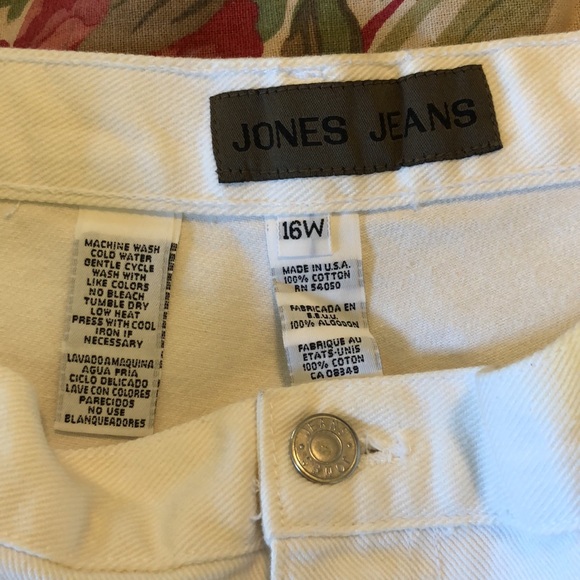 JONES JEANS
16W
MACHINE WASH
COLD WATER
GENTLE CYCLE
WASH WITH
LIKE COLORS
NO BLEACH
TUMBLE DRY
LOW HEAT
PRESS WITH COOL
IRON IF
NECESSARY
LAVADO A MAQUINA
AGUA FRIA
CICLO DELICADO
LAVE CON COLORES
PARECIDOS
NO USE
BLANQUEADORES
MADE IN U.S.A.
100% COTTON
RN 54050
FABRICADA EN
E.E.U.U.
100% ALGODON
FABRIQUE AU
ETATS-UNIS
100% COTON
CA 09349